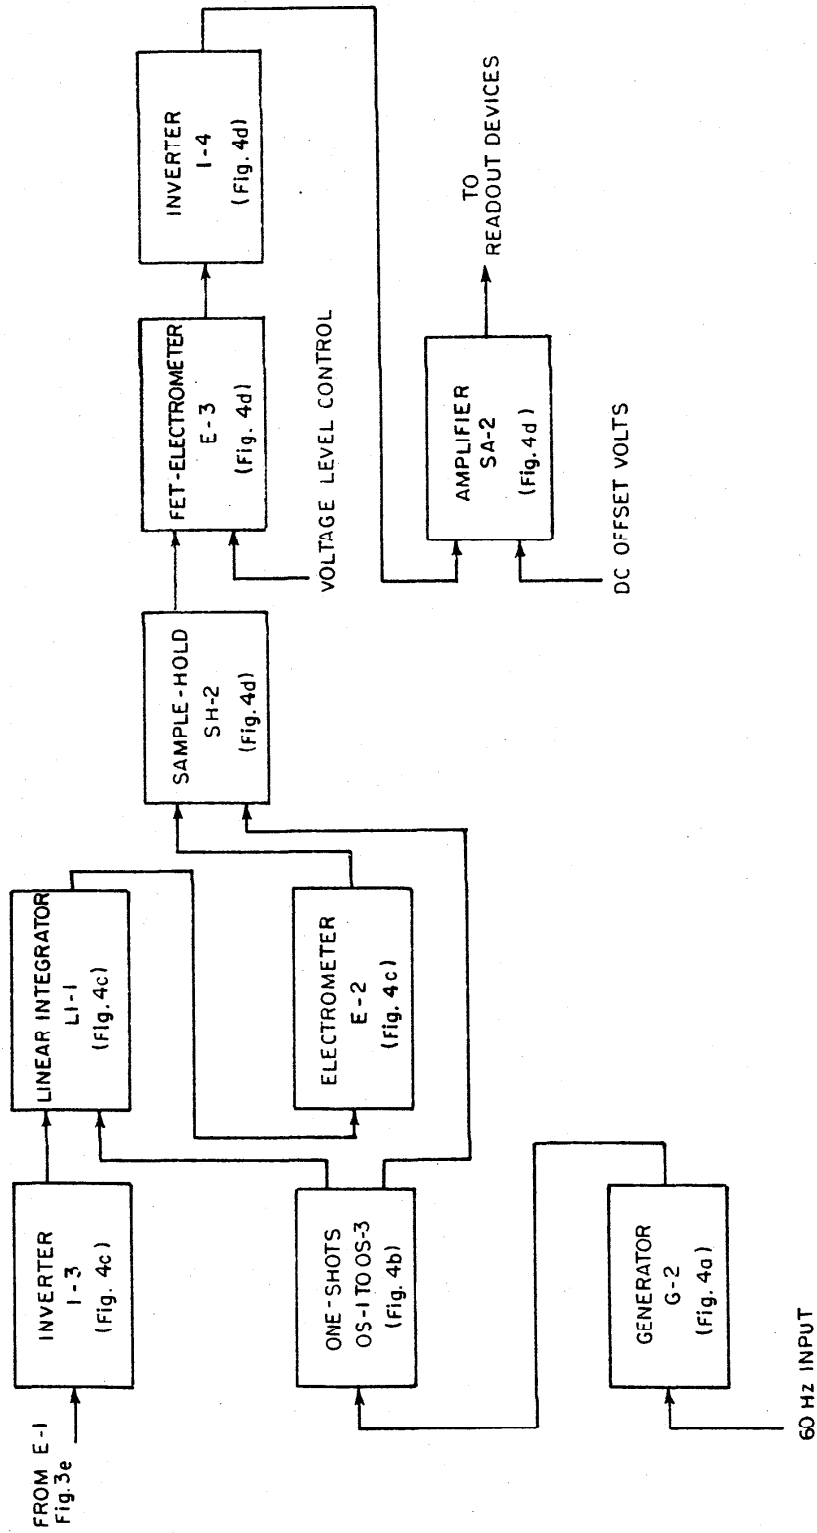 FROM E-1
Fig. 3e
INVERTER
I-3
(Fig. 4c)
LINEAR INTEGRATOR
LI-1
(Fig. 4c)
ONE-SHOTS
OS-1 TO OS-3
(Fig. 4b)
ELECTROMETER
E-2
(Fig. 4c)
60 Hz INPUT
GENERATOR
G-2
(Fig. 4a)
SAMPLE-HOLD
SH-2
(Fig. 4d)
FET-ELECTROMETER
E-3
(Fig. 4d)
VOLTAGE LEVEL CONTROL
INVERTER
I-4
(Fig. 4d)
AMPLIFIER
SA-2
(Fig. 4d)
DC OFFSET VOLTS
TO
READOUT DEVICES